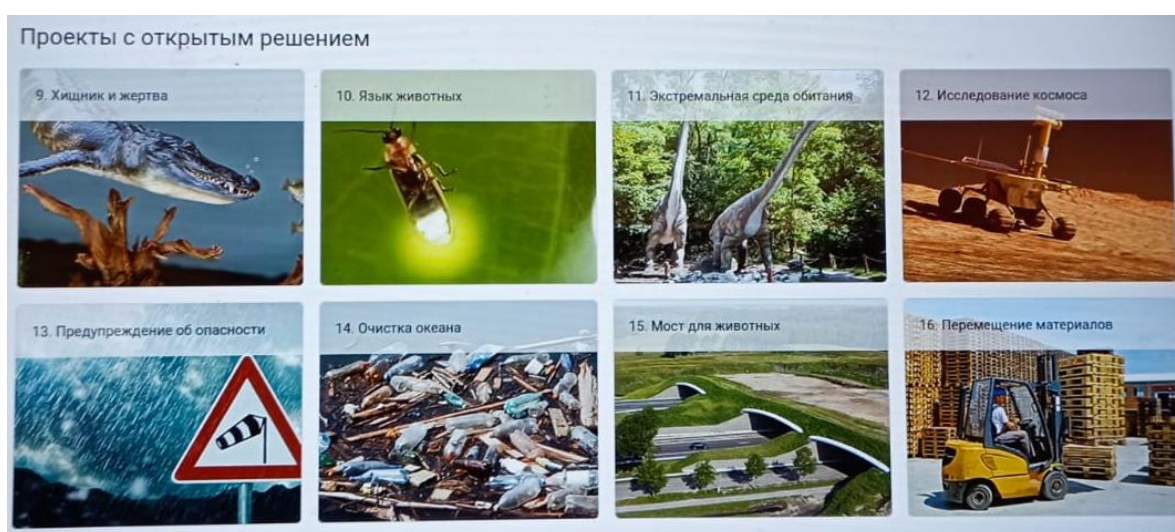 Проекты с открытым решением
9. Хищник и жертва
10. Язык животных
11. Экстремальная среда обитания
12. Исследование космоса
13. Предупреждение об опасности
14. Очистка океана
15. Мост для животных
16. Перемещение материалов